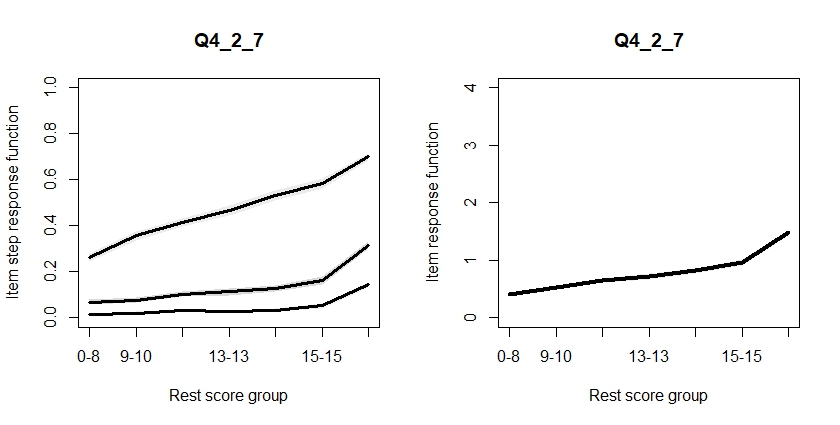 Q4_2_7
Item step response function
1.0
0.8
0.6
0.4
0.2
0.0
0-8 9-10 13-13 15-15
Rest score group
Q4_2_7
Item response function
4
3
2
1
0
0-8 9-10 13-13 15-15
Rest score group